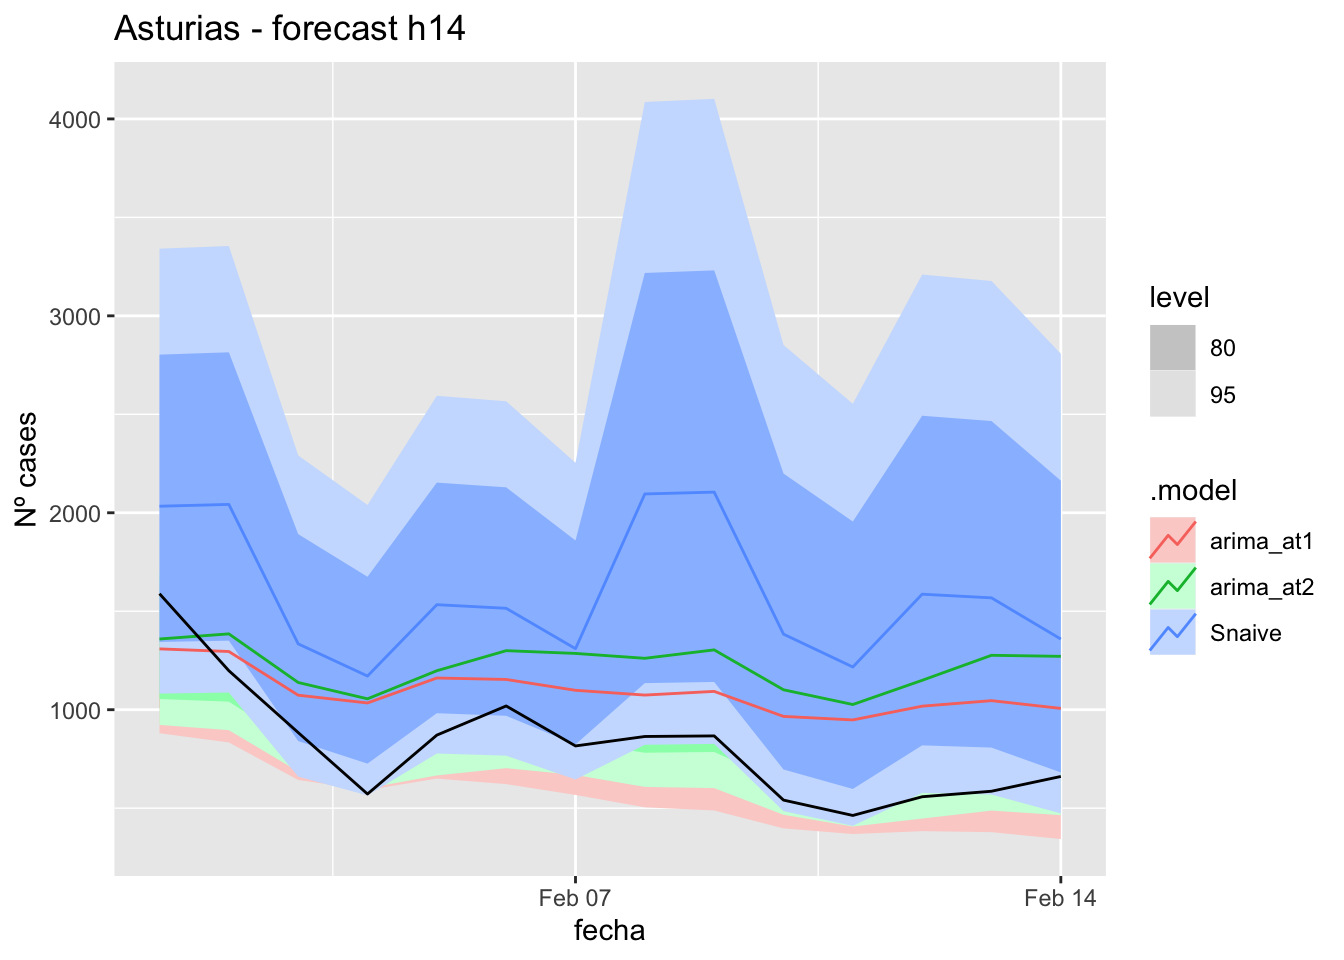 Asturias - forecast h14
4000
3000
2000
1000
Nº cases
Feb 07
Feb 14
fecha
level
80
95
.model
arima_at1
arima_at2
Snaive